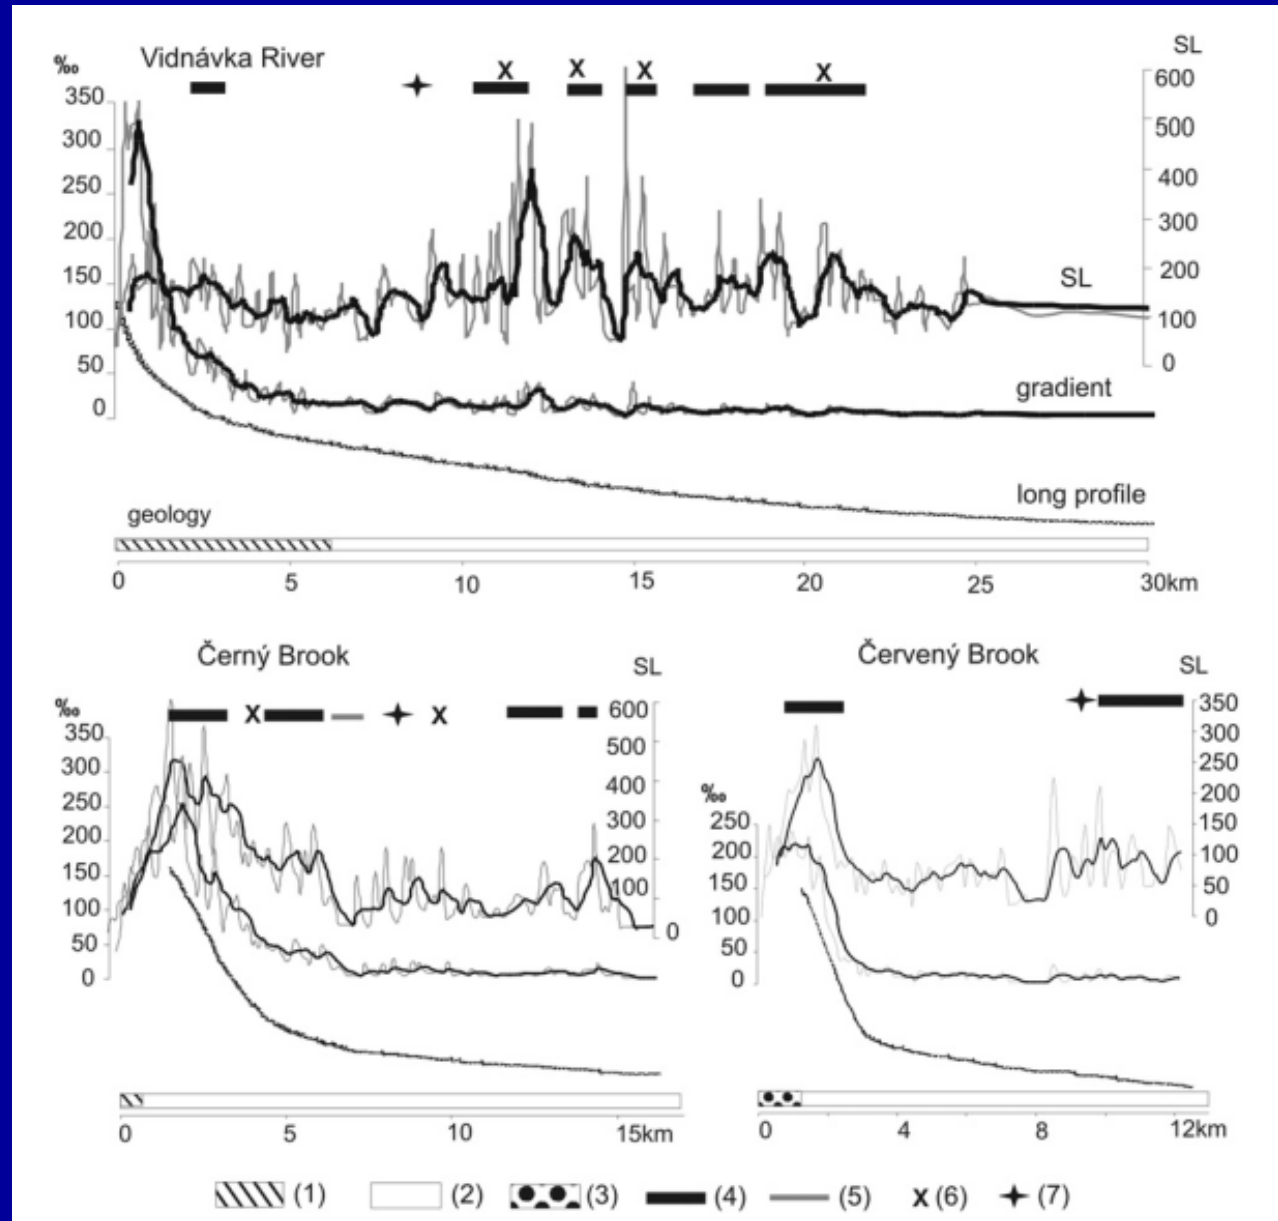 Vidnávka River
SL
‰
600
350
500
300
400
250
200
300
150
200
SL
100
100
50
0
gradient
0
long profile
geology
0 5 10 15 20 25 30km
Černý Brook
Červený Brook
SL
SL
‰
x x x x
600
350
350
300
500
300
250
250
400
‰
200
200
300
250
150
150
200
200
100
100
100
150
50
50
0
100
0
0
50
0
x x
0 5 10 15km
0 4 8 12km
(1) (2) (3) (4) (5) x (6) (7)